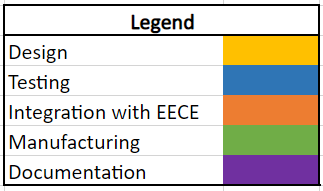 Legend
Design
Testing
Integration with EECE
Manufacturing
Documentation